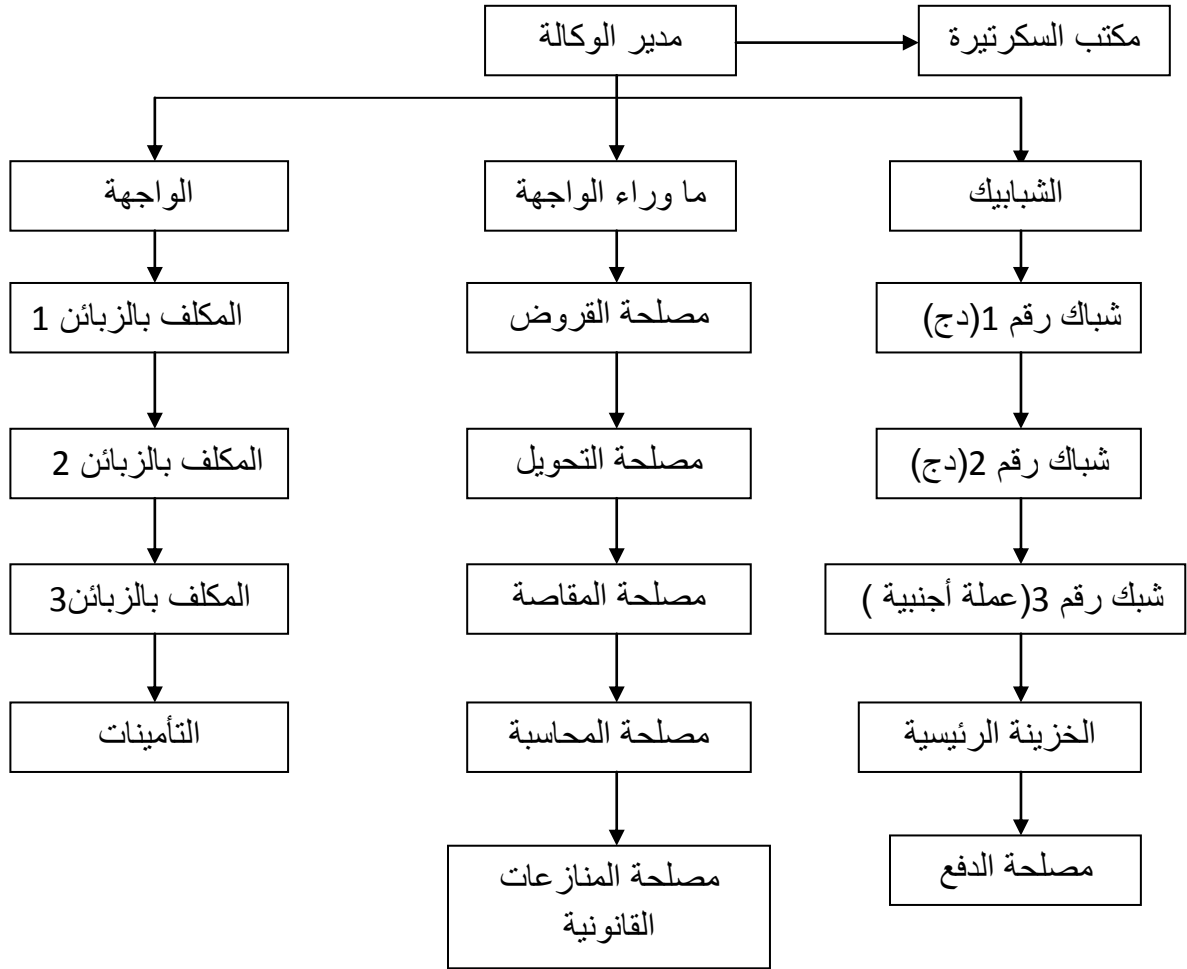 مدير الوكالة
مكتب السكرتيرة
الشبابيك
ما وراء الواجهة
الواجهة
شباك رقم 1(دج)
مصلحة القروض
المكلف بالزبائن 1
شباك رقم 2(دج)
مصلحة التحويل
المكلف بالزبائن 2
شبك رقم 3(عملة أجنبية )
مصلحة المقاصة
المكلف بالزبائن3
الخزينة الرئيسية
مصلحة المحاسبة
التأمينات
مصلحة الدفع
مصلحة المنازعات
القانونية